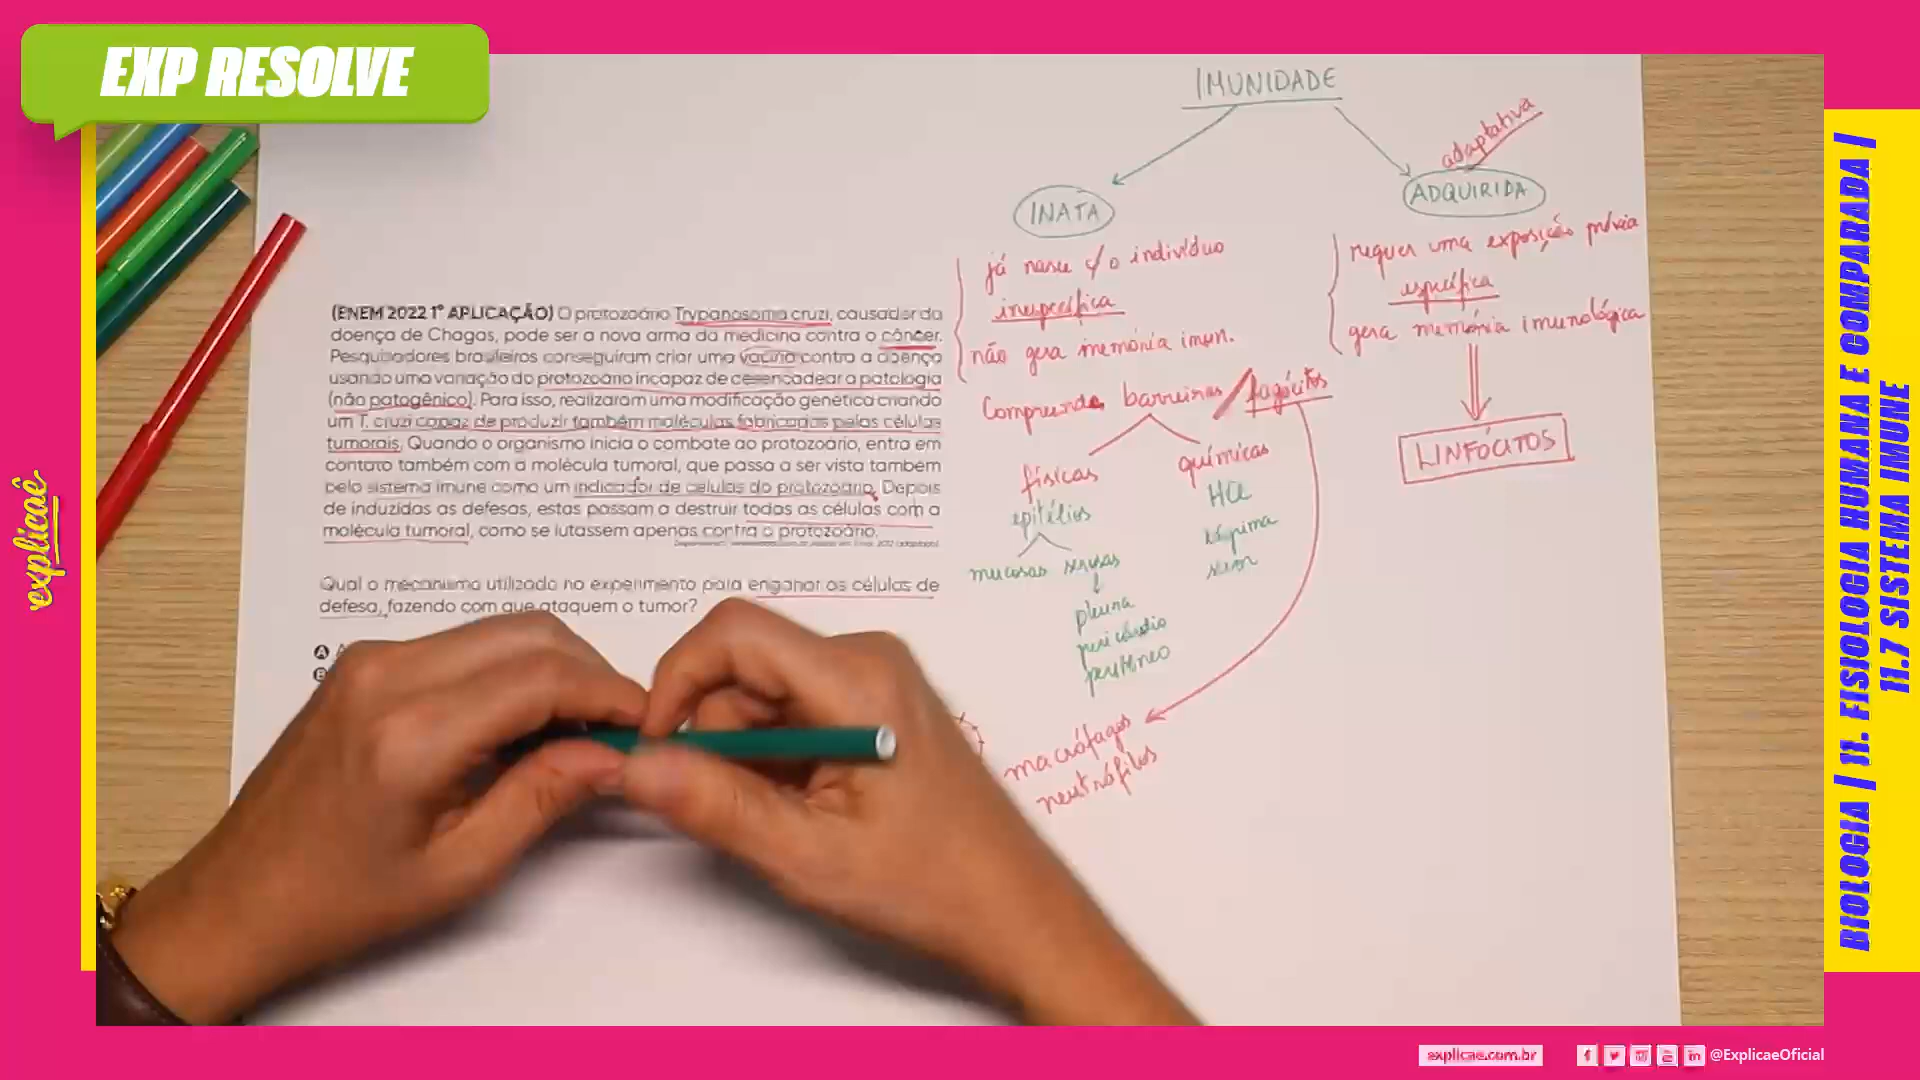 EXP RESOLVE
explicaê
(ENEM 2022 1º APLICAÇÃO) O protozoário Trypanosoma cruzi, causador da
doença de Chagas, pode ser a nova arma da medicina contra o câncer.
Pesquisadores brasileiros conseguiram criar uma vacina contra a doença
usando uma variação do protozoário incapaz de desencadear a patologia
(não patogênico). Para isso, realizaram uma modificação genética criando
um T. cruzi capaz de produzir também moléculas fabricadas pelas células
tumorais. Quando o organismo inicia o combate ao protozoário, entra em
contato também com a molécula tumoral, que passa a ser vista também
pelo sistema imune como um indicador de células do protozoário. Depois
de induzidas as defesas, estas passam a destruir todas as células com a
molécula tumoral, como se lutassem apenas contra o protozoário.
Qual o mecanismo utilizado no experimento para enganar as células de
defesa, fazendo com que ataquem o tumor?
A
IMUNIDADE
INATA
já nasce c/ o indivíduo
inespecífica
não gera memória imun.
Compreende barreiras / fagócitos
físicas
epitélios
mucosas serosas
pleura
pericárdio
peritôneo
químicas
HCl
macrófagos
neutrófilos
adaptativa
ADQUIRIDA
requer uma exposição prévia
específica
gera memória imunológica
LINFÓCITOS
BIOLOGIA | 11. FISIOLOGIA HUMANA E COMPARADA |
11.7 SISTEMA IMUNE
explicae.com.br
@ExplicaeOficial